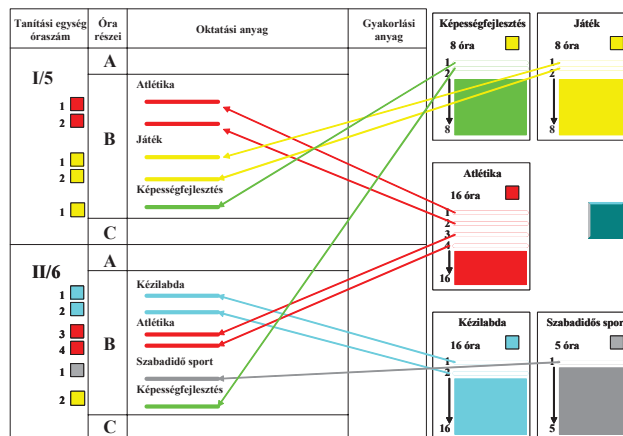 Tanítási egység
óraszám
Óra
részei
Oktatási anyag
Gyakorlási
anyag
I/5
1
2
1
2
1
A
B
C
Atlétika
Játék
Képességfejlesztés
II/6
1
2
3
4
1
2
A
B
C
Kézilabda
Atlétika
Szabadidő sport
Képességfejlesztés
Képességfejlesztés
8 óra
1
2
8
Játék
8 óra
1
2
8
Atlétika
16 óra
1
2
3
4
16
Kézilabda
16 óra
1
2
16
Szabadidős sport
5 óra
1
5